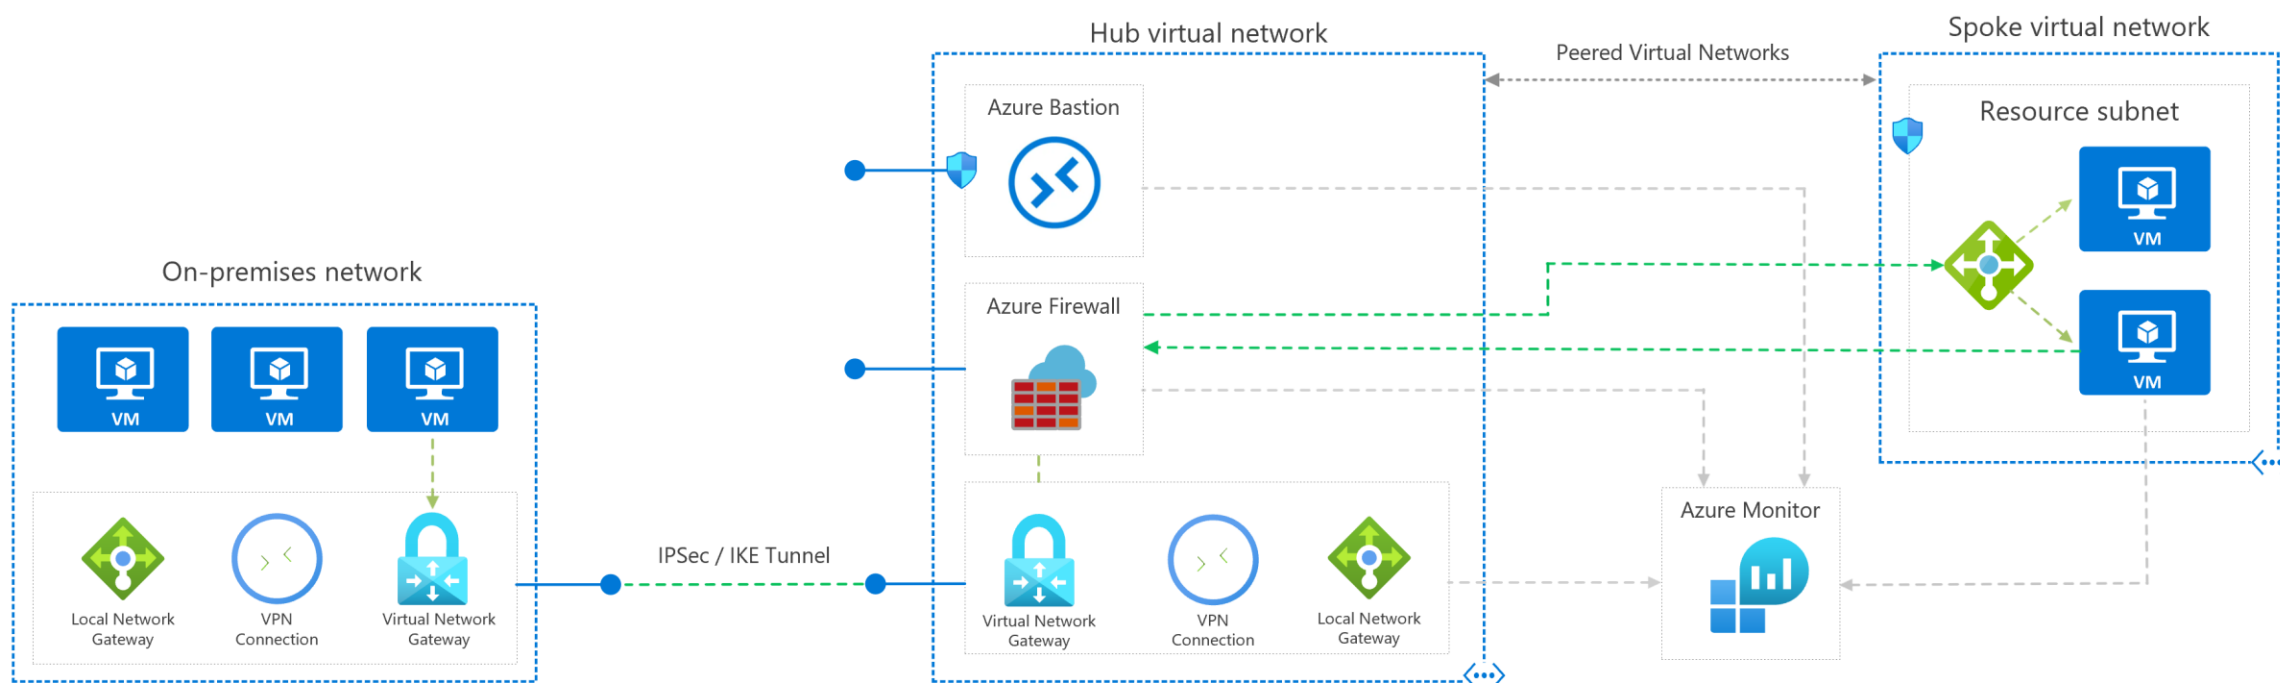 Hub virtual network
Peered Virtual Networks
Spoke virtual network
Azure Bastion
Resource subnet
VM
On-premises network
Azure Firewall
VM
VM
VM
VM
Azure Monitor
IPSec / IKE Tunnel
Local Network
Gateway
VPN
Connection
Virtual Network
Gateway
Virtual Network
Gateway
VPN
Connection
Local Network
Gateway